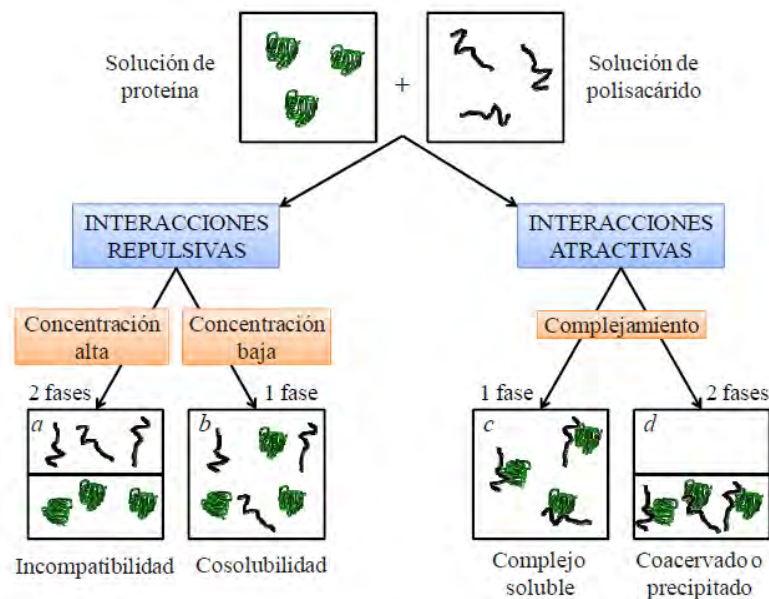 Solución de
proteína
+
Solución de
polisacárido
INTERACCIONES
REPULSIVAS
INTERACCIONES
ATRACTIVAS
Concentración
alta
Concentración
baja
Complejamiento
2 fases
1 fase
1 fase
2 fases
a
b
c
d
Incompatibilidad
Cosolubilidad
Complejo
soluble
Coacervado o
precipitado